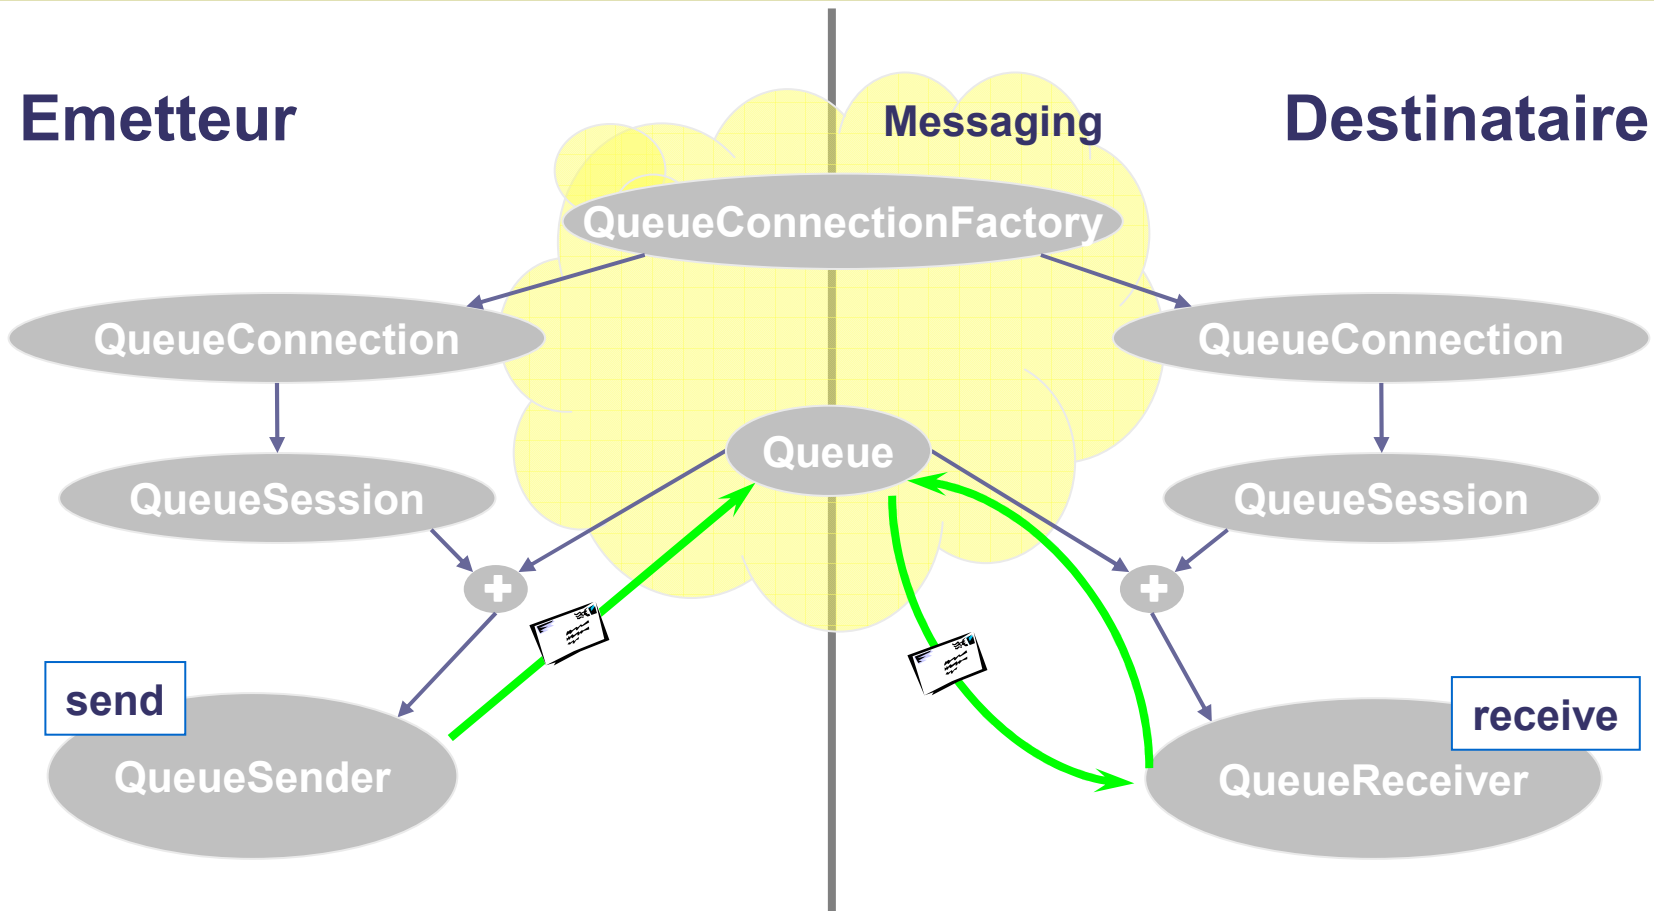 Emetteur
Messaging
Destinataire
QueueConnectionFactory
QueueConnection
QueueConnection
Queue
QueueSession
QueueSession
send
receive
QueueSender
QueueReceiver